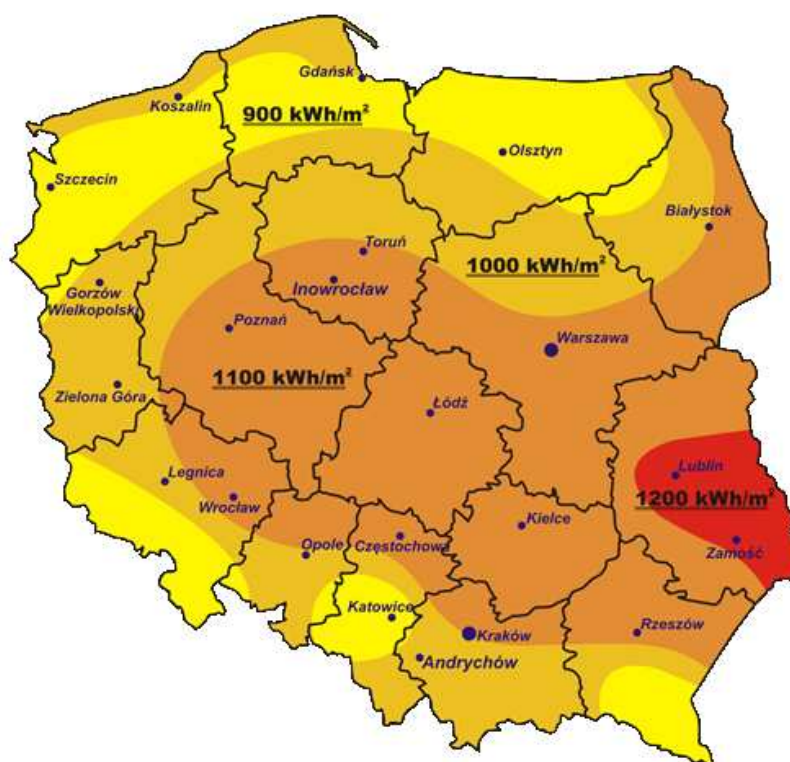 Gdańsk
Koszalin
900 kWh/m²
Olsztyn
Szczecin
Białystok
Toruń
1000 kWh/m²
Inowrocław
Gorzów
Wielkopolski
Poznań
Warszawa
1100 kWh/m²
Zielona Góra
Łódź
Legnica
Lublin
Wrocław
1200 kWh/m²
Kielce
Opole
Częstochowa
Zamość
Katowice
Kraków
Rzeszów
Andrychów